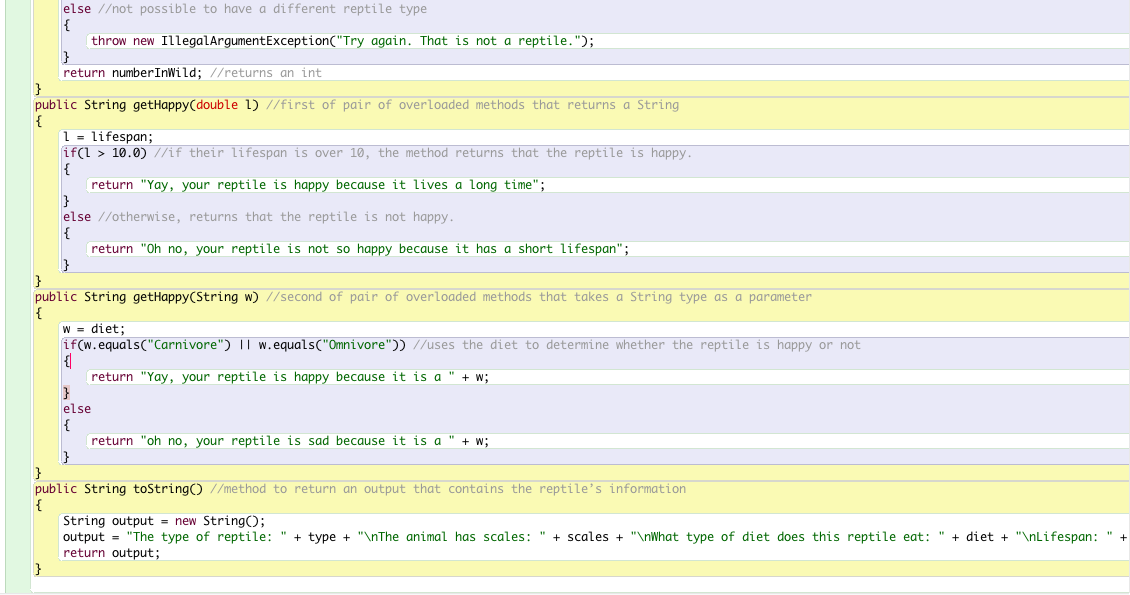 else //not possible to have a different reptile type
{
throw new IllegalArgumentException("Try again. That is not a reptile.");
}
return numberInWild; //returns an int
}
public String getHappy(double l) //first of pair of overloaded methods that returns a String
{
l = lifespan;
if(l > 10.0) //if their lifespan is over 10, the method returns that the reptile is happy.
{
return "Yay, your reptile is happy because it lives a long time";
}
else //otherwise, returns that the reptile is not happy.
{
return "Oh no, your reptile is not so happy because it has a short lifespan";
}
}
public String getHappy(String w) //second of pair of overloaded methods that takes a String type as a parameter
{
w = diet;
if(w.equals("Carnivore") || w.equals("Omnivore")) //uses the diet to determine whether the reptile is happy or not
{
return "Yay, your reptile is happy because it is a " + w;
}
else
{
return "oh no, your reptile is sad because it is a " + w;
}
}
public String toString() //method to return an output that contains the reptile's information
{
String output = new String();
output = "The type of reptile: " + type + "\nThe animal has scales: " + scales + "\nWhat type of diet does this reptile eat: " + diet + "\nLifespan: " +
return output;
}